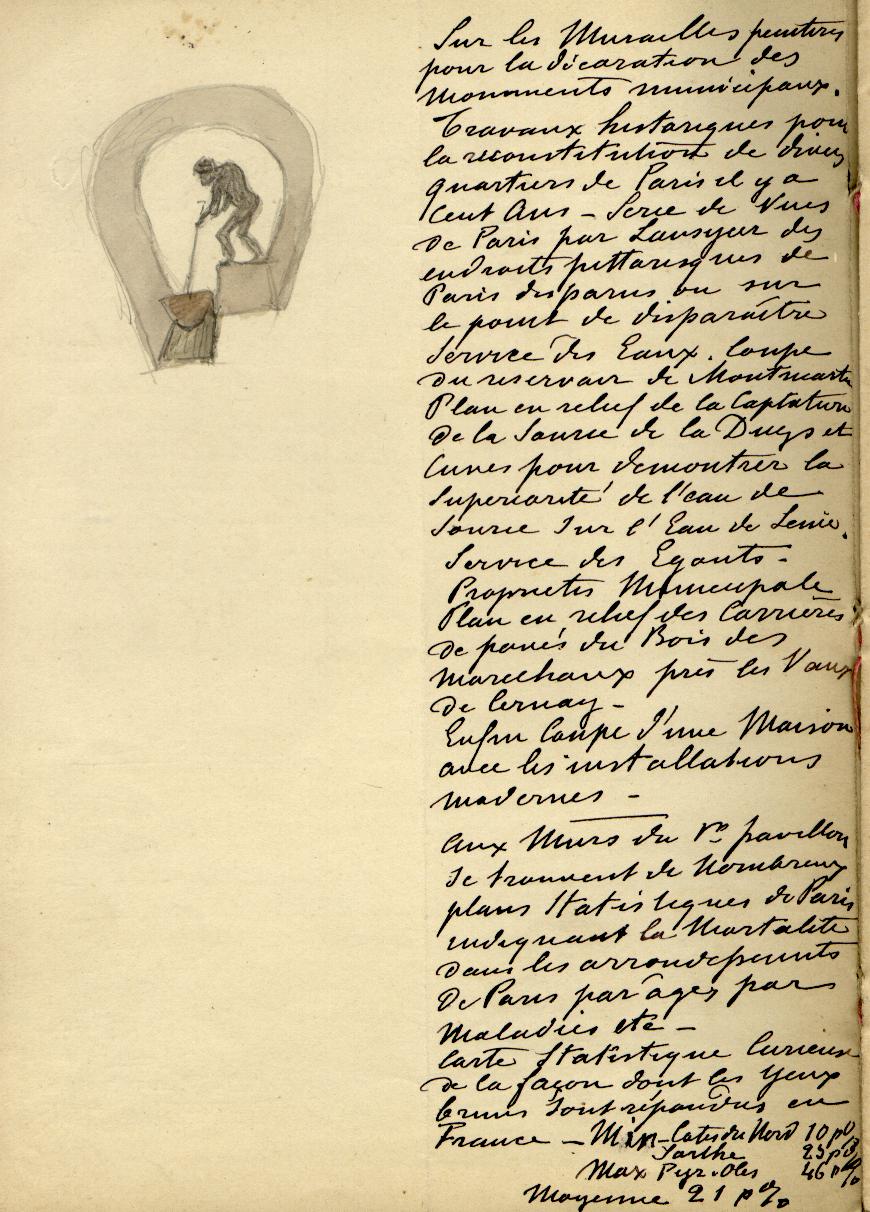 Sur les Murailles peintures
pour la décoration des
Monuments municipaux.
Travaux historiques pour
la reconstitution de divers
quartiers de Paris il y a
Cent Ans - Serie de Vues
de Paris par Lansyer des
endroits pittoresques de
Paris disparus ou sur
le point de disparaître
Service des Eaux. Coupe
du reservoir de Montmartre
Plan en relief de la Captation
de la Source de la Dhuys et
Cuves pour demontrer la
Superiorité de l'eau de
Source sur l'Eau de Seine.
Service des Egouts -
Proprietes Municipale
Plan en relief des Carrières
de pavés du Bois des
Marechaux près les Vaux
de Cernay -
Enfin Coupe d'une Maison
avec les installations
modernes -
Aux Murs du 1er pavillon
se trouvent de Nombreux
plans Statistiques de Paris
indiquant la Mortalité
dans les arrondissements
de Paris par âges par
Maladies etc -
Carte Statistique Curieuse
de la façon dont les Yeux
bruns sont répandus en
France - Min - Cotes du Nord 10 p%
Sarthe 23 p%
Max Pyr. Oles 46 p%
Moyenne 21 p%